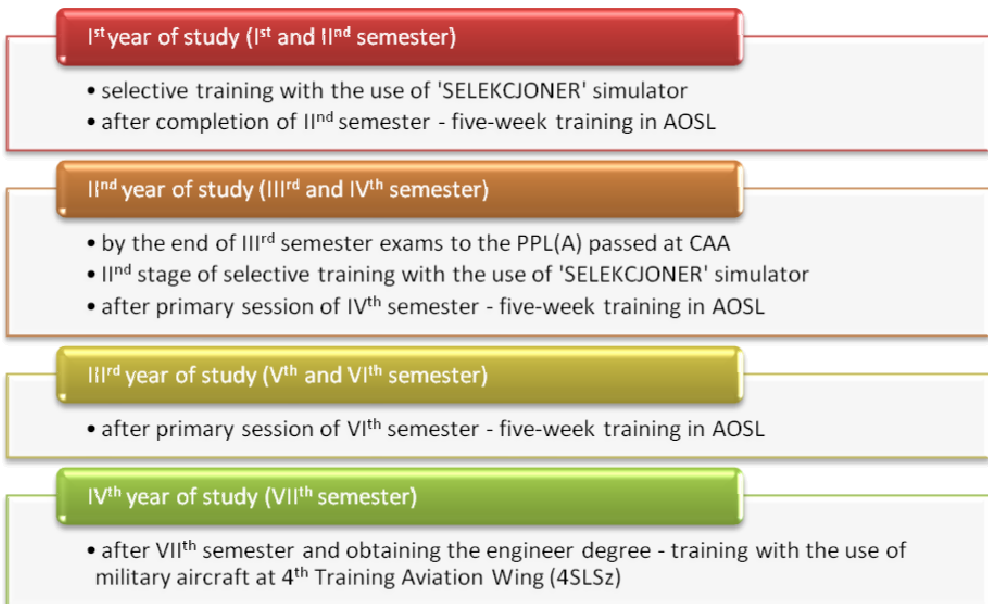 Iˢᵗ year of study (Iˢᵗ and IIⁿᵈ semester)
• selective training with the use of 'SELEKCJONER' simulator
• after completion of IIⁿᵈ semester - five-week training in AOSL
IIⁿᵈ year of study (IIIʳᵈ and IVᵗʰ semester)
• by the end of IIIʳᵈ semester exams to the PPL(A) passed at CAA
• IIⁿᵈ stage of selective training with the use of 'SELEKCJONER' simulator
• after primary session of IVᵗʰ semester - five-week training in AOSL
IIIʳᵈ year of study (Vᵗʰ and VIᵗʰ semester)
• after primary session of VIᵗʰ semester - five-week training in AOSL
IVᵗʰ year of study (VIIᵗʰ semester)
• after VIIᵗʰ semester and obtaining the engineer degree - training with the use of
military aircraft at 4ᵗʰ Training Aviation Wing (4SLSz)